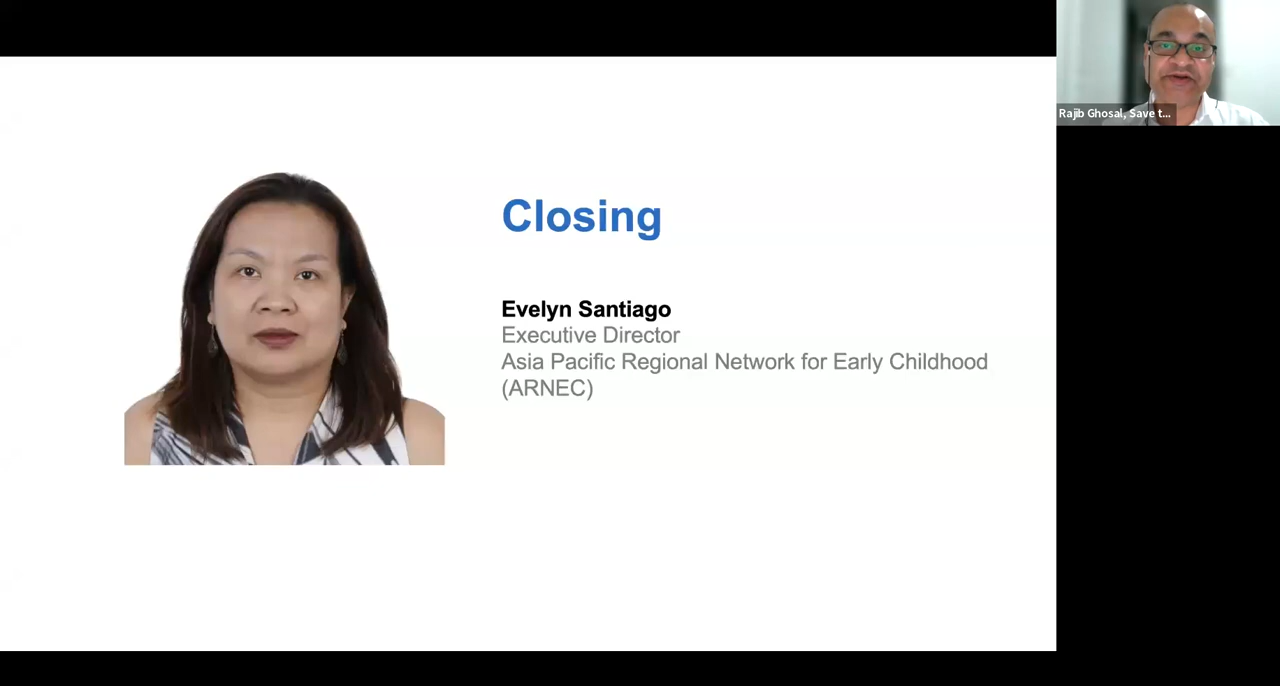 Closing
Evelyn Santiago
Executive Director
Asia Pacific Regional Network for Early Childhood
(ARNEC)
Rajib Ghosal, Save t...